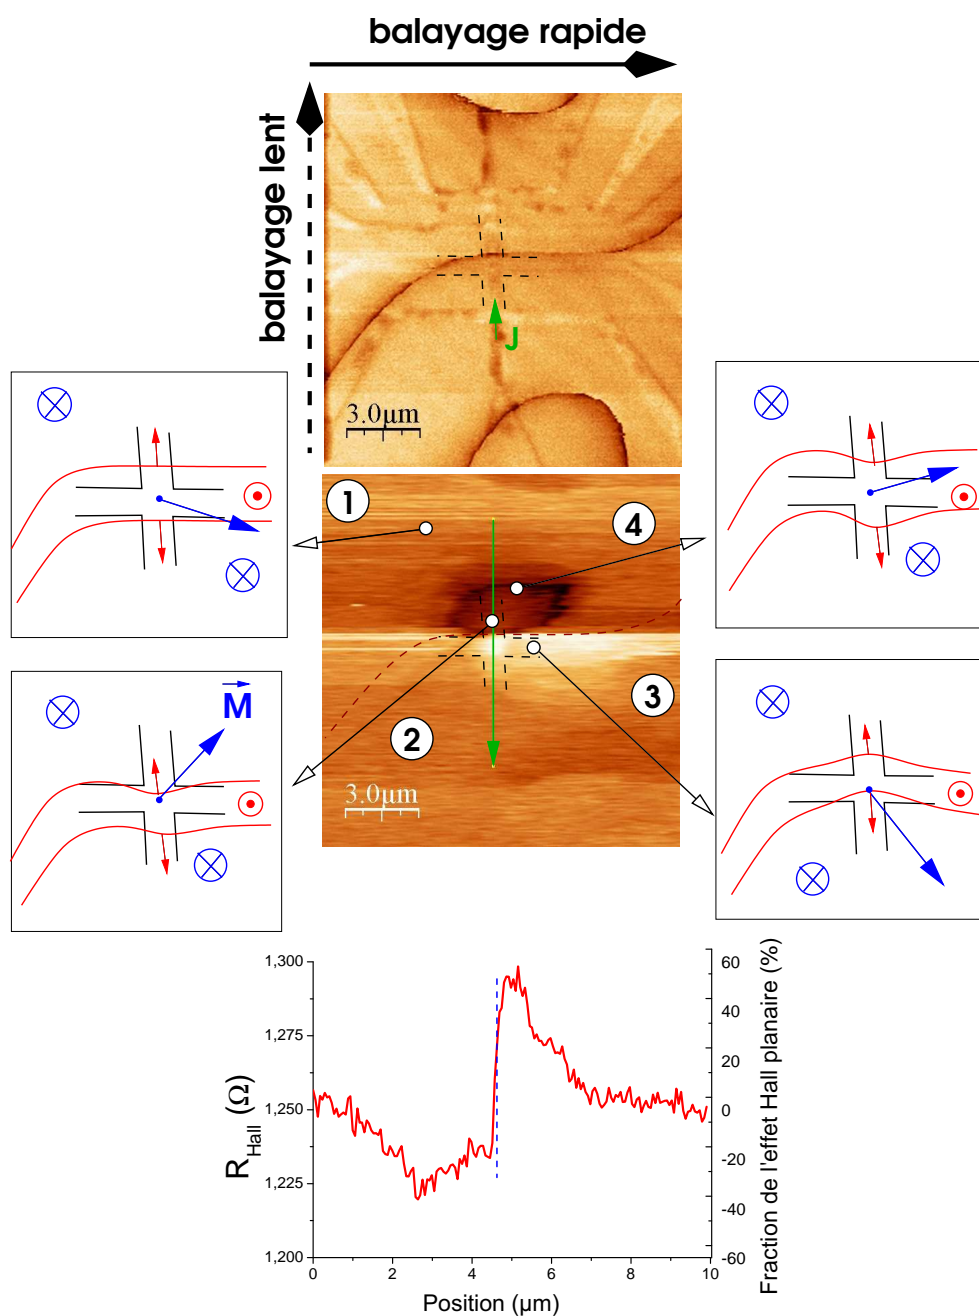 balayage rapide
balayage lent
J
3.0µm
1
4
M
2
3
3.0µm
1,300
1,275
1,250
1,225
1,200
R Hall (Ω)
60
40
20
0
-20
-40
-60
Fraction de l'effet Hall planaire (%)
0
2
4
6
8
10
Position (µm)